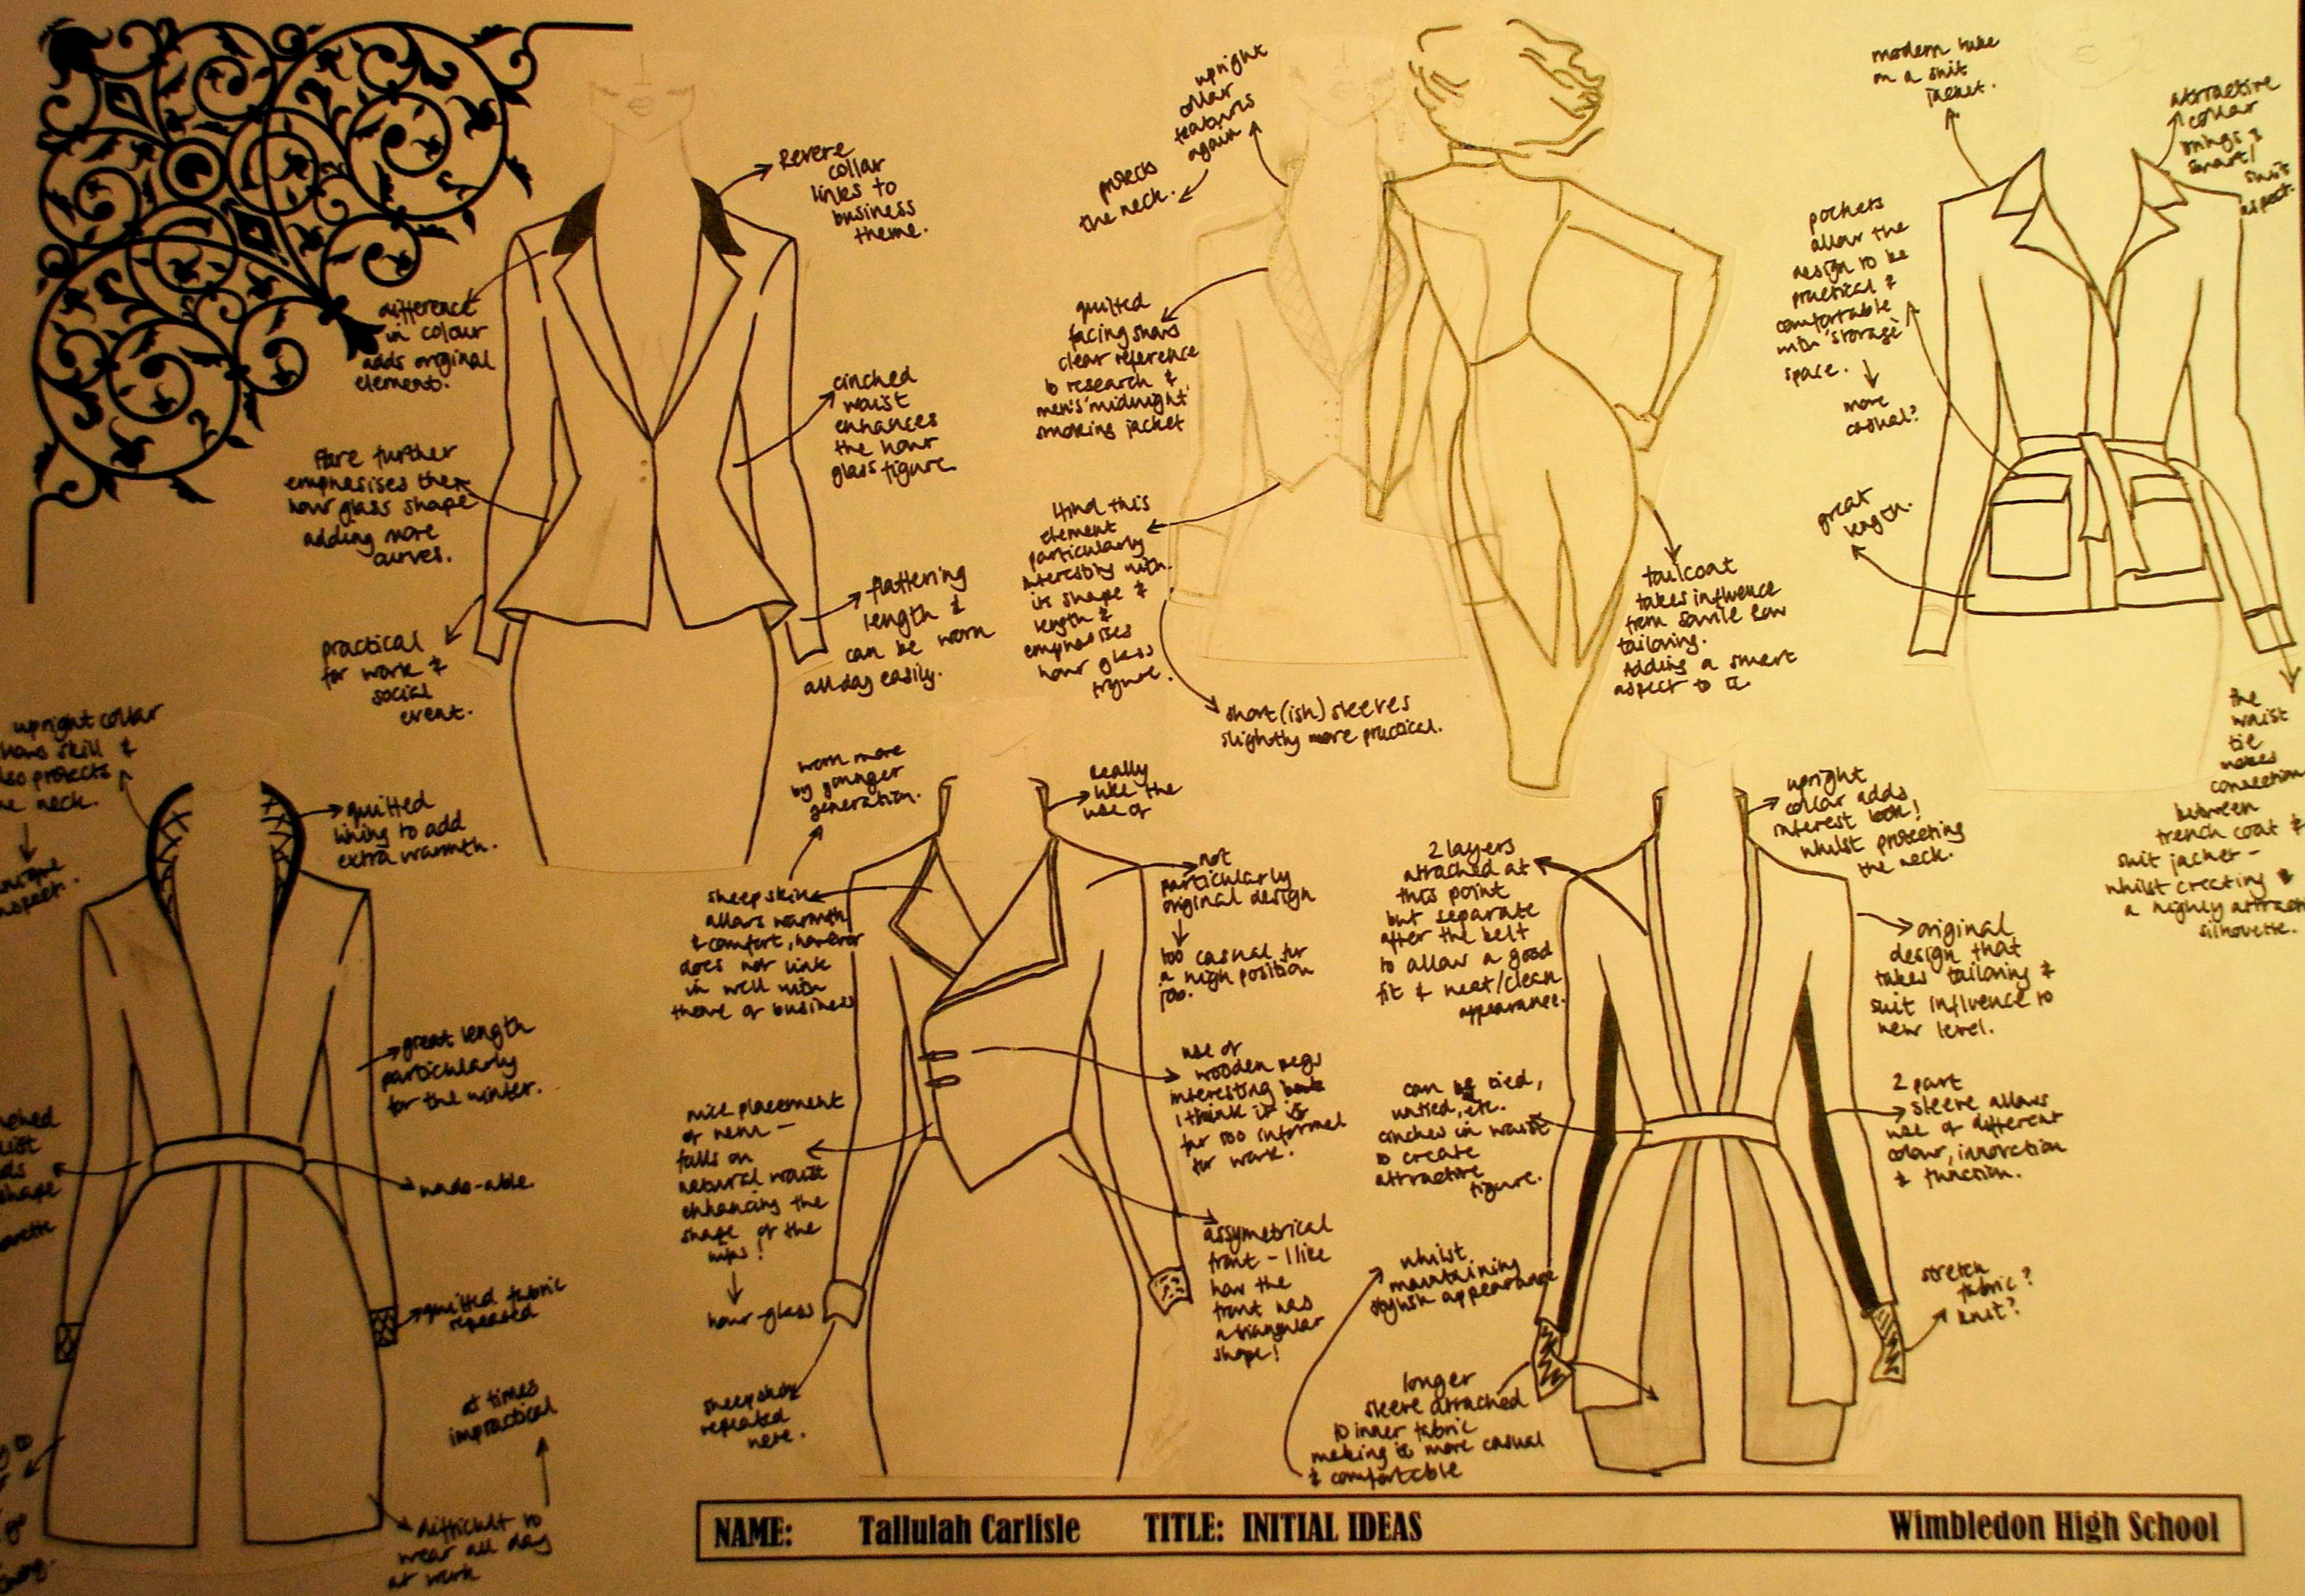 Revere
collar
links to
business
theme.
difference
in colour
adds original
element.
cinched
waist
enhances
the hour
glass figure
flare further
emphasises the
hour glass shape
adding more
curves.
flattering
length &
can be worn
all day easily.
practical
for work &
social
event.
upright
collar
features
again
protects
the neck.
quilted
facing shows
clear reference
to research &
men's 'midnight'
smoking jacket
I find this
element
particularly
interesting with
its shape &
length &
emphasises
hour glass
figure.
short(ish) sleeves
slightly more practical.
tailcoat
takes influence
from Savile Row
tailoring.
Adding a smart
aspect to it.
modern take
on a suit
jacket.
attractive
collar
brings a
smart/
suit
aspect.
pockets
allow the
design to be
practical &
comfortable
with 'storage'
space.
more
casual?
great
length.
the
waist
tie
makes
connection
between
trench coat &
suit jacket -
whilst creating
a highly
silhouette.
upright collar
skill &
protects
neck.
quilted
lining to add
extra warmth.
great length
particularly
for the winter.
made-able.
quilted fabric
repeated
at times
impractical
difficult to
wear all day
at work
worn more
by younger
generation.
really
like the
use of
sheepskin
allows warmth
& comfort, however
does not link
in well with
theme of business
not
particularly
original design
too casual for
a high position
job.
use of
wooden pegs
interesting but
I think it is
far too informal
for work.
nice placement
of hem -
falls on
natural waist
enhancing the
shape of the
hips!
hour-glass
sheepskin
repeated
here.
assymetrical
front - I like
how the
front has
a triangular
shape!
upright
collar adds
interest look!
whilst protecting
the neck.
2 layers
attached at
this point
but separate
after the belt
to allow a good
fit & neat/clean
appearance.
original
design that
takes tailoring &
suit influence to
new level.
can be tied,
untied, etc.
cinches in waist
to create
attractive
figure.
2 part
sleeve allows
use of different
colour, innovation
& function.
whilst
maintaining
stylish appearance
stretch
fabric?
knit?
longer
sleeve attached
to inner fabric
making it more casual
& comfortable
NAME: Tallulah Carlisle TITLE: INITIAL IDEAS Wimbledon High School